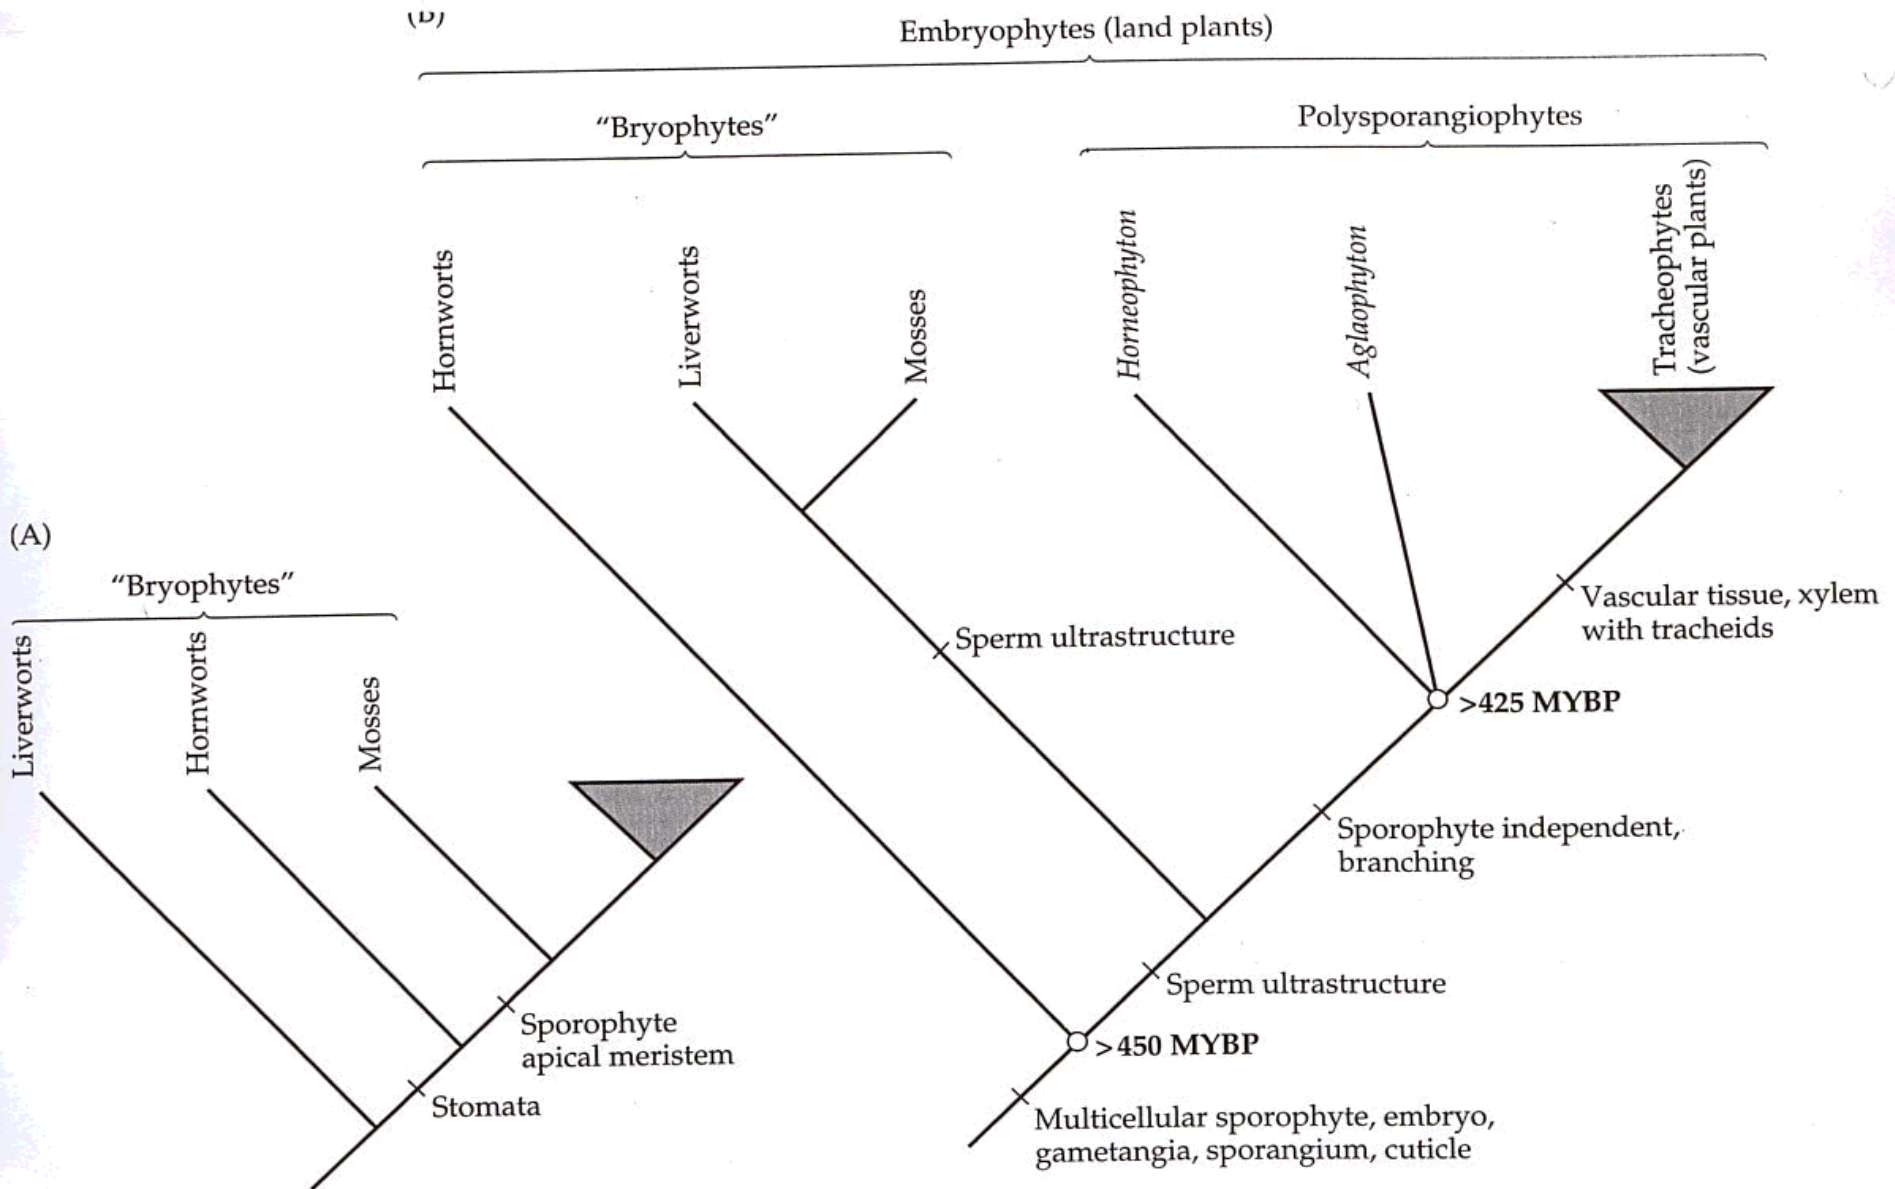 (B)
Embryophytes (land plants)
“Bryophytes”
Polysporangiophytes
Hornworts
Liverworts
Mosses
Horneophyton
Aglaophyton
Tracheophytes
(vascular plants)
Vascular tissue, xylem
with tracheids
Sperm ultrastructure
>425 MYBP
Sporophyte independent,
branching
Sperm ultrastructure
>450 MYBP
Multicellular sporophyte, embryo,
gametangia, sporangium, cuticle
(A)
“Bryophytes”
Liverworts
Hornworts
Mosses
Sporophyte
apical meristem
Stomata